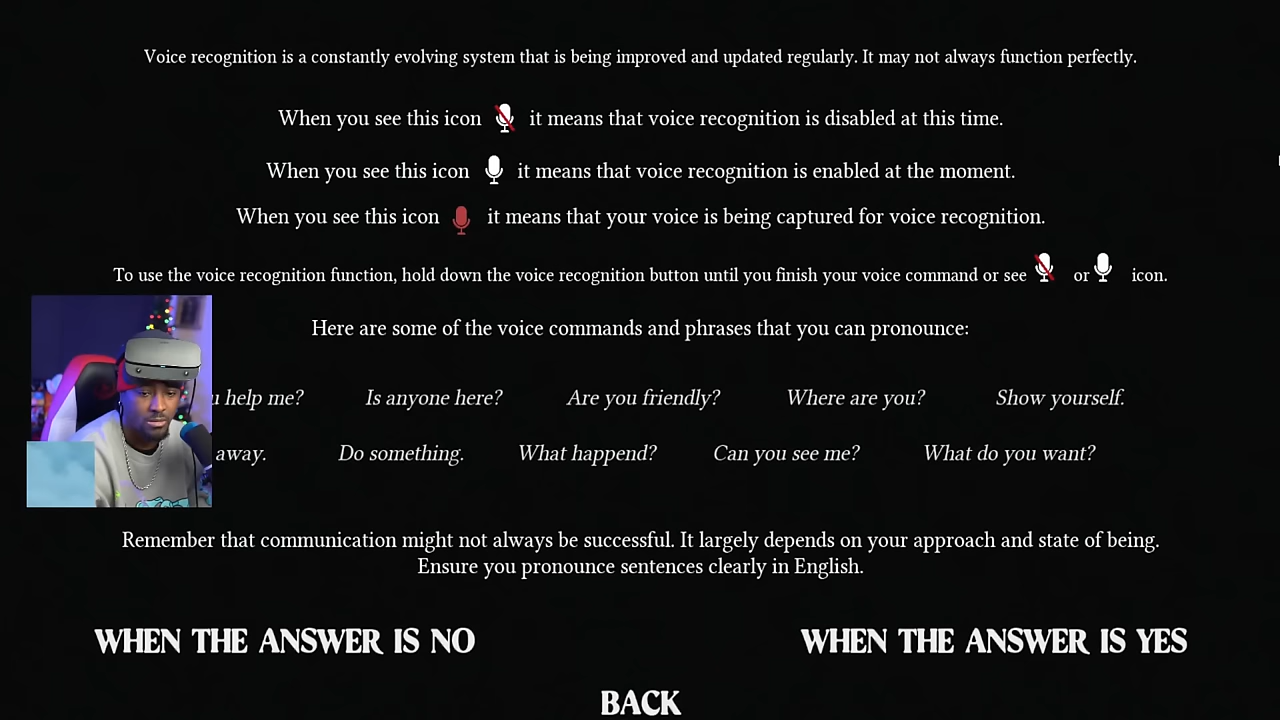 Voice recognition is a constantly evolving system that is being improved and updated regularly. It may not always function perfectly.
When you see this icon it means that voice recognition is disabled at this time.
When you see this icon it means that voice recognition is enabled at the moment.
When you see this icon it means that your voice is being captured for voice recognition.
To use the voice recognition function, hold down the voice recognition button until you finish your voice command or see or icon.
Here are some of the voice commands and phrases that you can pronounce:
help me? Is anyone here? Are you friendly? Where are you? Show yourself.
away. Do something. What happend? Can you see me? What do you want?
Remember that communication might not always be successful. It largely depends on your approach and state of being.
Ensure you pronounce sentences clearly in English.
WHEN THE ANSWER IS NO WHEN THE ANSWER IS YES
BACK